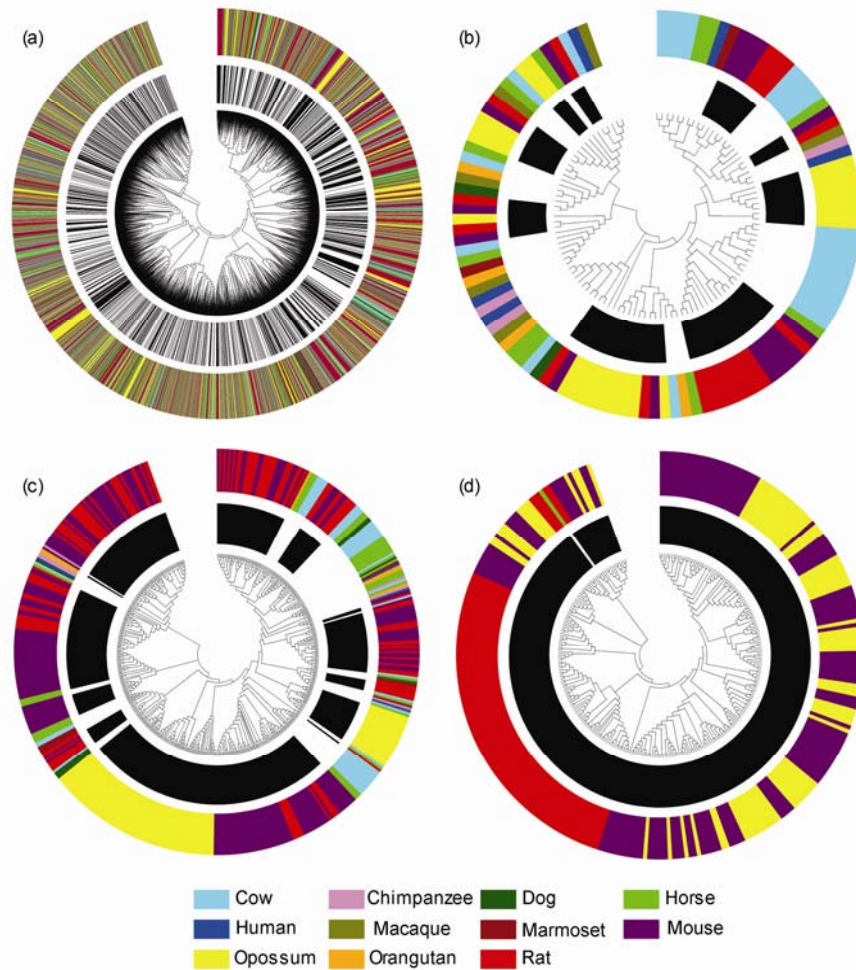 (a)
(b)
(c)
(d)
Cow Chimpanzee Dog Horse
Human Macaque Marmoset Mouse
Opossum Orangutan Rat